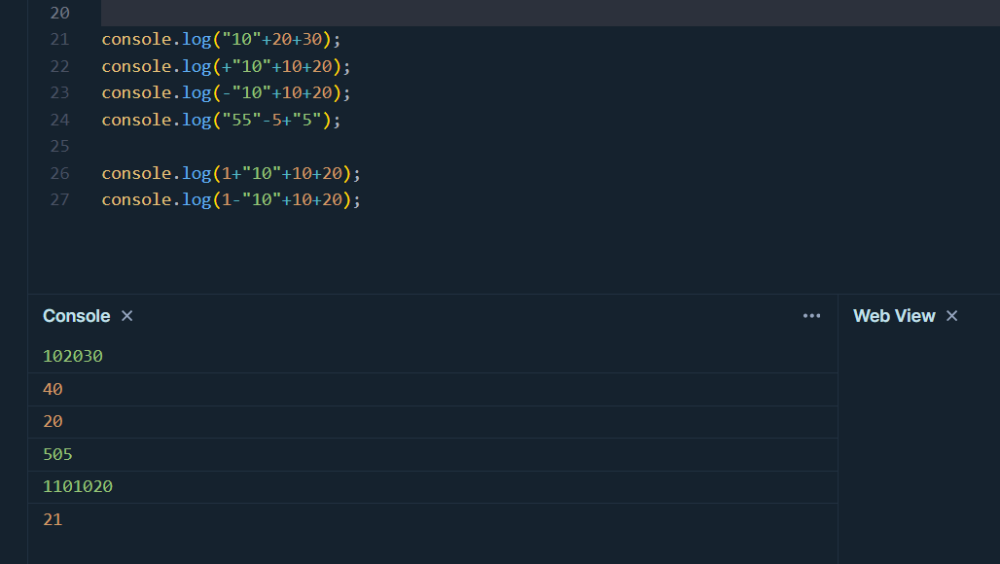 20
21 console.log("10"+20+30);
22 console.log(+"10"+10+20);
23 console.log(-"10"+10+20);
24 console.log("55"-5+"5");
25
26 console.log(1+"10"+10+20);
27 console.log(1-"10"+10+20);
Console × ··· Web View ×
102030
40
20
505
1101020
21